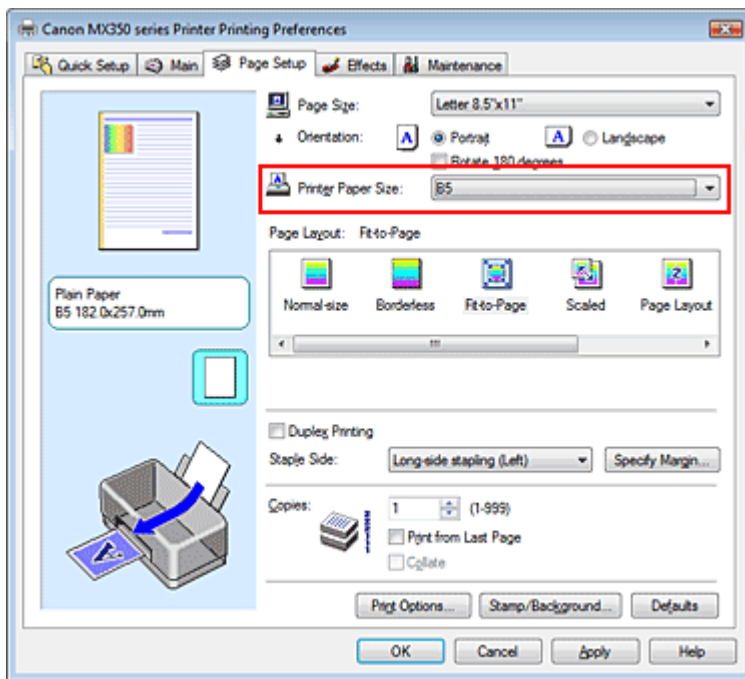 Canon MX350 series Printer Printing Preferences
Quick Setup Main Page Setup Effects Maintenance
Page Size: Letter 8.5"x11"
Orientation: A Portrait A Landscape
Rotate 180 degrees
Printer Paper Size: B5
Page Layout: Fit-to-Page
Normal-size Borderless Fit-to-Page Scaled Page Layout
Plain Paper
B5 182.0x257.0mm
Duplex Printing
Staple Side: Long-side stapling (Left) Specify Margin...
Copies: 1 (1-999)
Print from Last Page
Collate
Print Options... Stamp/Background... Defaults
OK Cancel Apply Help